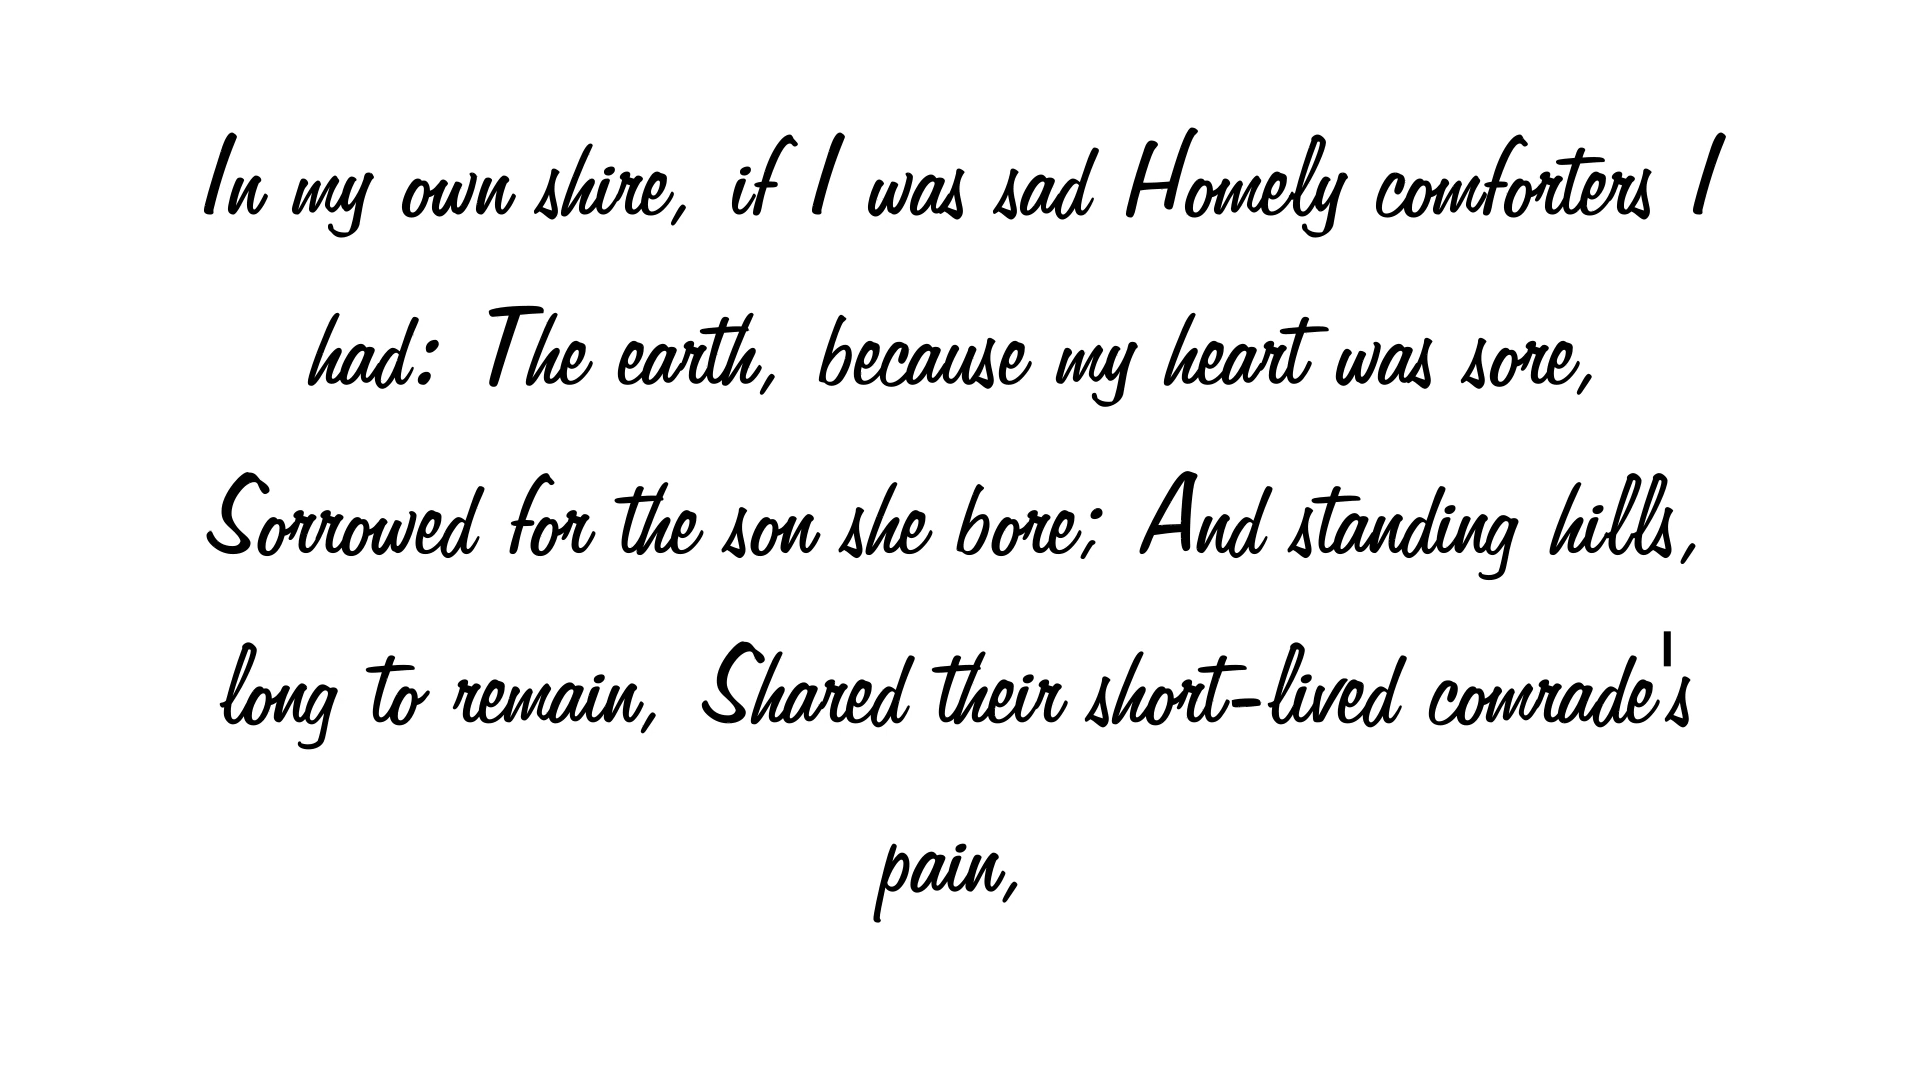 In my own shire, if I was sad Homely comforters I
had: The earth, because my heart was sore,
Sorrowed for the son she bore; And standing hills,
long to remain, Shared their short-lived comrade's
pain,